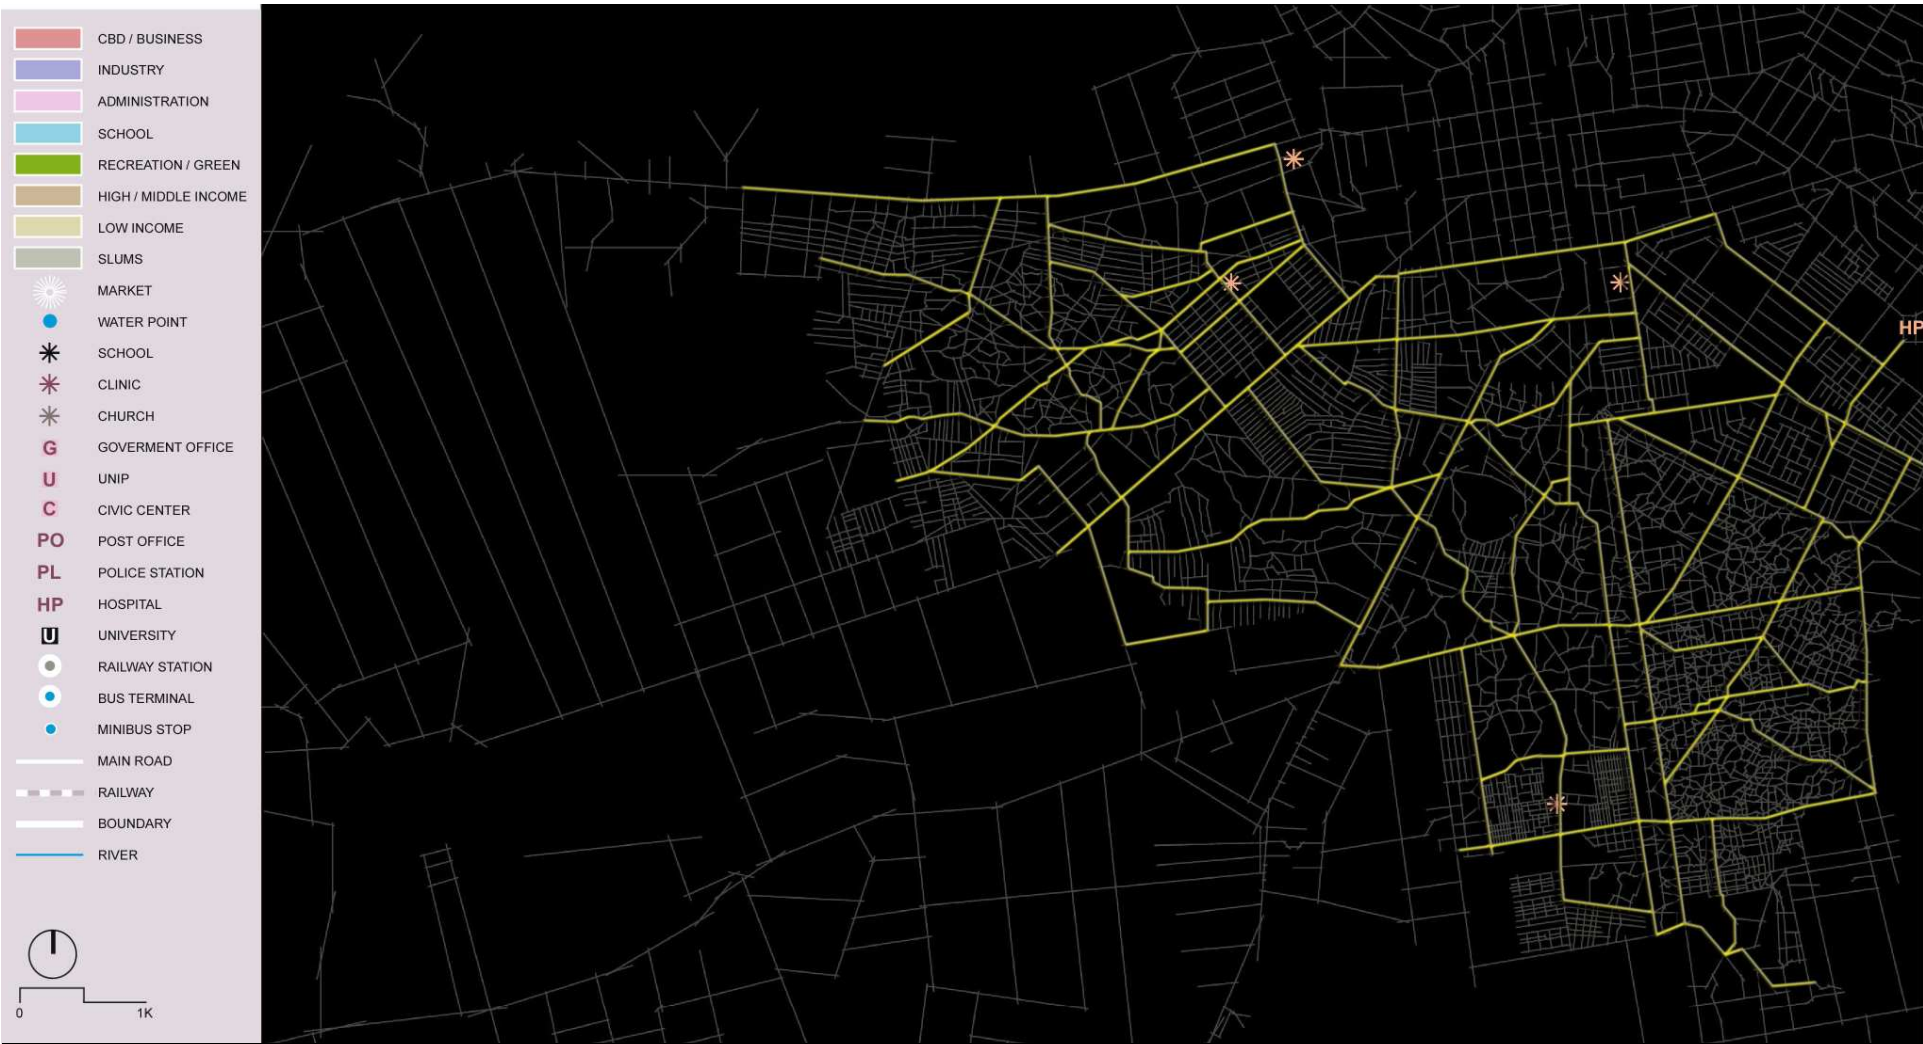 CBD / BUSINESS
INDUSTRY
ADMINISTRATION
SCHOOL
RECREATION / GREEN
HIGH / MIDDLE INCOME
LOW INCOME
SLUMS
MARKET
WATER POINT
SCHOOL
CLINIC
CHURCH
G GOVERMENT OFFICE
U UNIP
C CIVIC CENTER
PO POST OFFICE
PL POLICE STATION
HP HOSPITAL
U UNIVERSITY
RAILWAY STATION
BUS TERMINAL
MINIBUS STOP
MAIN ROAD
RAILWAY
BOUNDARY
RIVER
0 1K
HP